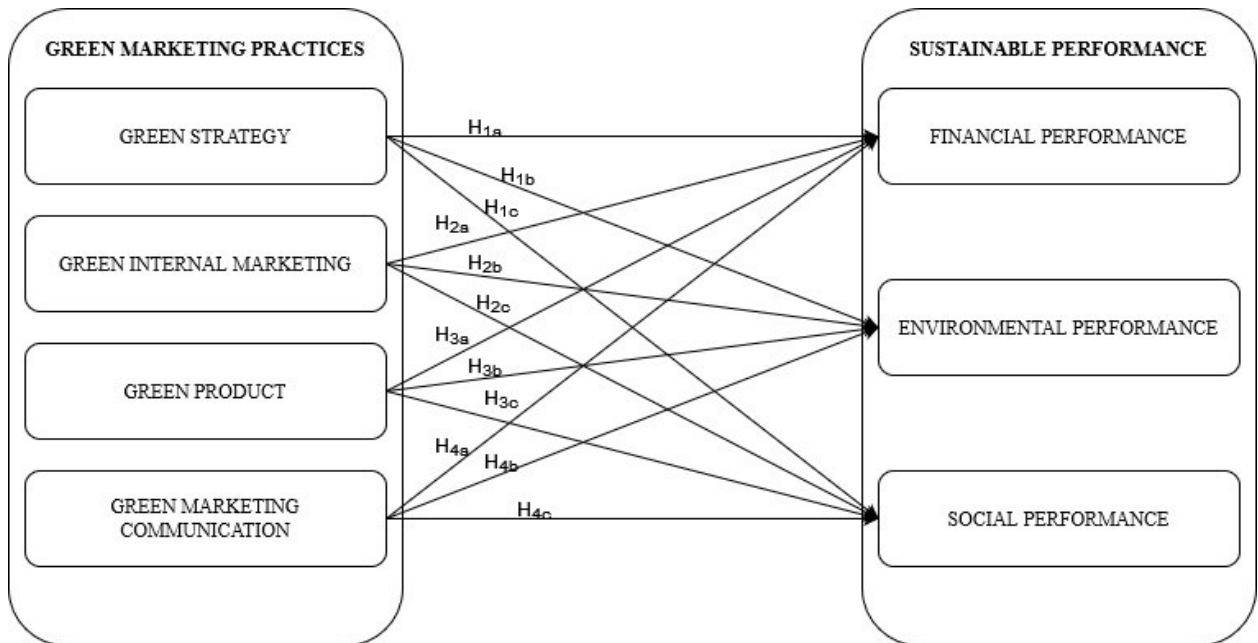 GREEN MARKETING PRACTICES
GREEN STRATEGY
GREEN INTERNAL MARKETING
GREEN PRODUCT
GREEN MARKETING
COMMUNICATION
H1a
H1b
H1c
H2a
H2b
H2c
H3a
H3b
H3c
H4a
H4b
H4c
SUSTAINABLE PERFORMANCE
FINANCIAL PERFORMANCE
ENVIRONMENTAL PERFORMANCE
SOCIAL PERFORMANCE